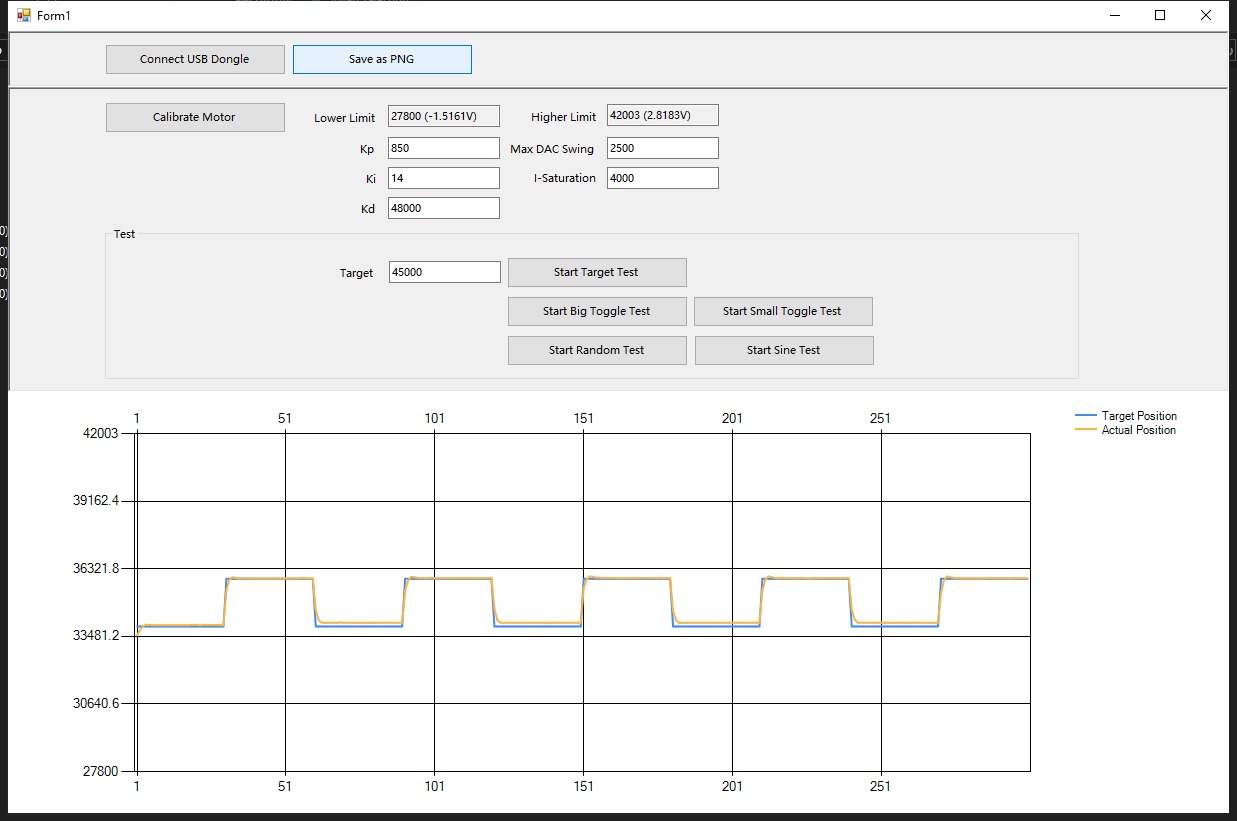 Form1
Connect USB Dongle
Save as PNG
Calibrate Motor
Lower Limit
27800 (-1.5161V)
Higher Limit
42003 (2.8183V)
Kp
850
Max DAC Swing
2500
Ki
14
I-Saturation
4000
Kd
48000
Test
Target
45000
Start Target Test
Start Big Toggle Test
Start Small Toggle Test
Start Random Test
Start Sine Test
1 51 101 151 201 251
Target Position
Actual Position
42003
39162.4
36321.8
33481.2
30640.6
27800
1 51 101 151 201 251